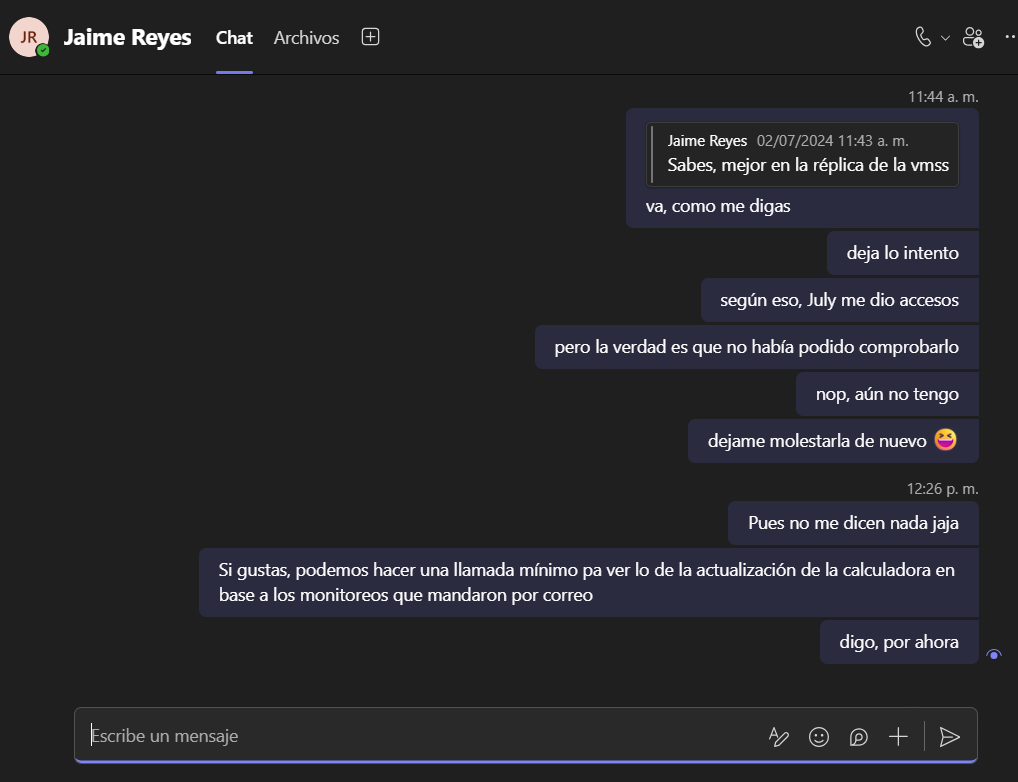 JR
Jaime Reyes
Chat
Archivos
11:44 a. m.
Jaime Reyes 02/07/2024 11:43 a. m.
Sabes, mejor en la réplica de la vmss
va, como me digas
deja lo intento
según eso, July me dio accesos
pero la verdad es que no había podido comprobarlo
nop, aún no tengo
dejame molestarla de nuevo 😆
12:26 p. m.
Pues no me dicen nada jaja
Si gustas, podemos hacer una llamada mínimo pa ver lo de la actualización de la calculadora en
base a los monitoreos que mandaron por correo
digo, por ahora
Escribe un mensaje